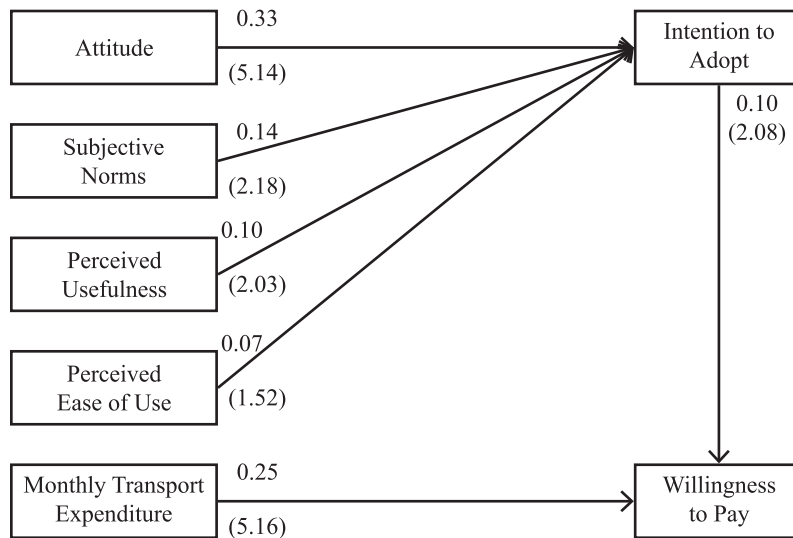 0.33
Attitude
(5.14)
Intention to
Adopt
0.10
(2.08)
0.14
Subjective
Norms
(2.18)
0.10
Perceived
Usefulness
(2.03)
0.07
Perceived
Ease of Use
(1.52)
0.25
Monthly Transport
Expenditure
(5.16)
Willingness
to Pay